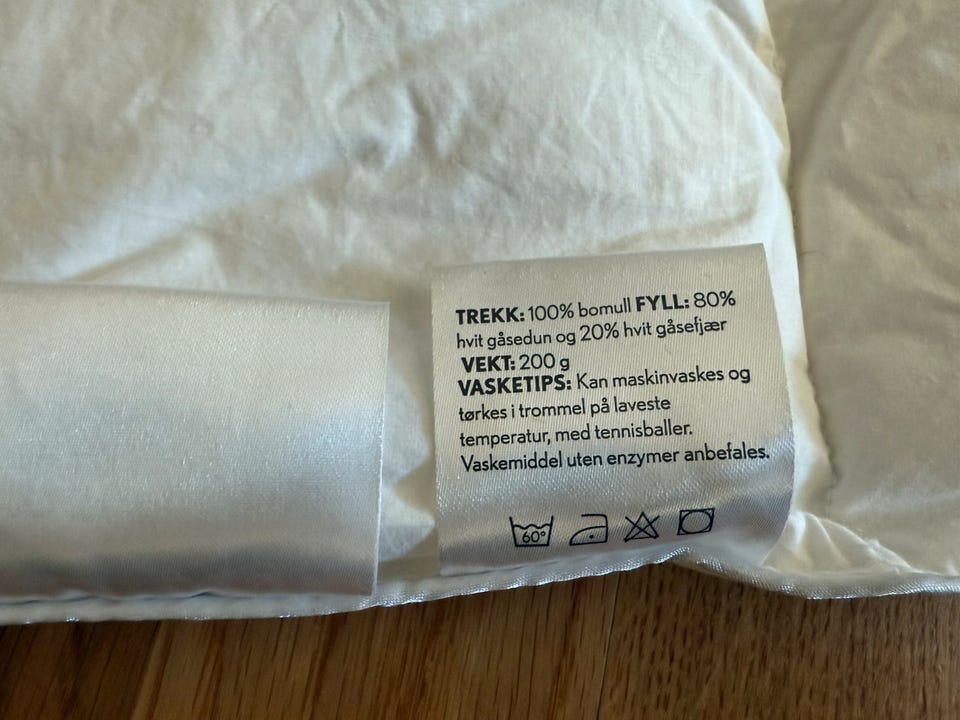 TREKK: 100% bomull FYLL: 80%
hvit gåsedun og 20% hvit gåsefjær
VEKT: 200 g
VASKETIPS: Kan maskinvaskes og
tørkes i trommel på laveste
temperatur, med tennisballer.
Vaskemiddel uten enzymer anbefales.
60°